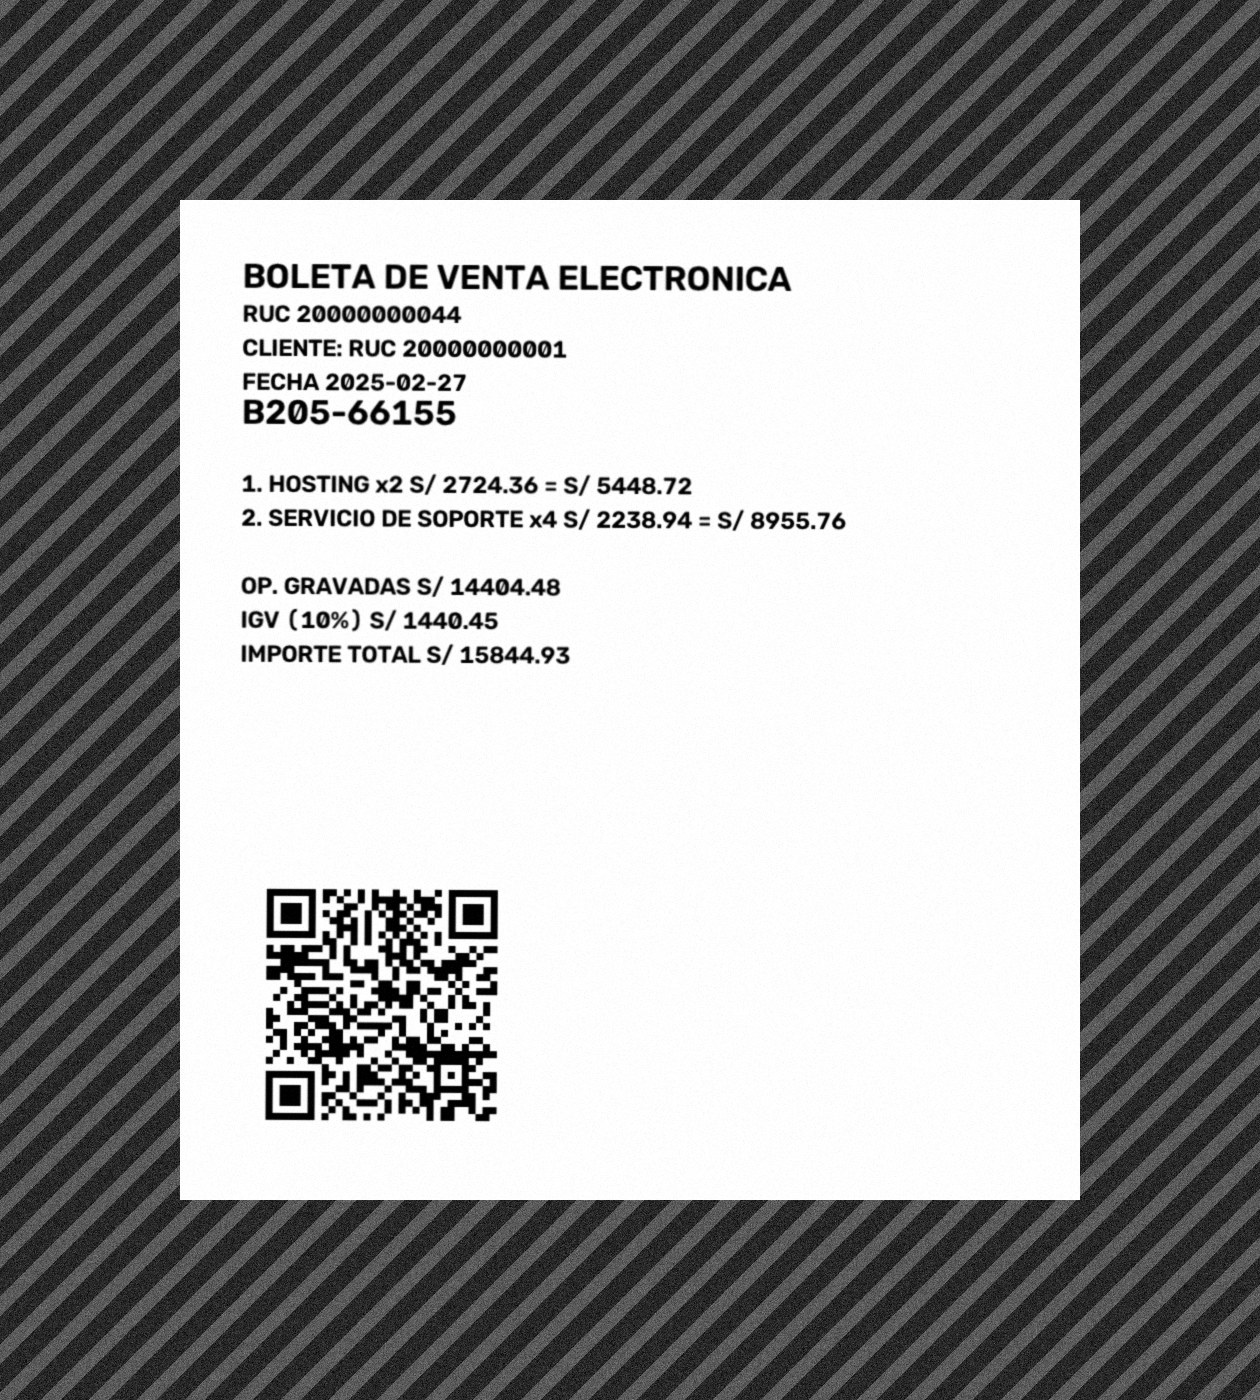 BOLETA DE VENTA ELECTRONICA
RUC 20000000044
CLIENTE: RUC 20000000001
FECHA 2025-02-27
B205-66155
1. HOSTING x2 S/ 2724.36 = S/ 5448.72
2. SERVICIO DE SOPORTE x4 S/ 2238.94 = S/ 8955.76
OP. GRAVADAS S/ 14404.48
IGV (10%) S/ 1440.45
IMPORTE TOTAL S/ 15844.93